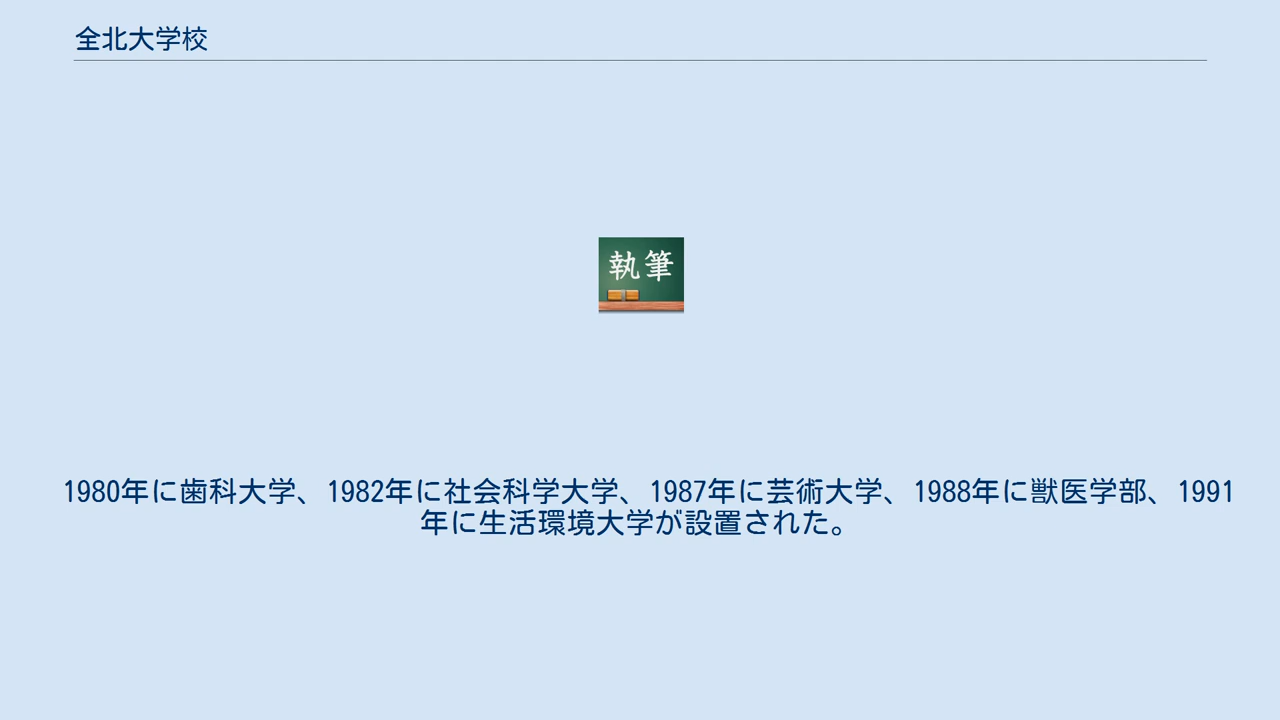 全北大学校
執筆
1980年に歯科大学、1982年に社会科学大学、1987年に芸術大学、1988年に獣医学部、1991
年に生活環境大学が設置された。